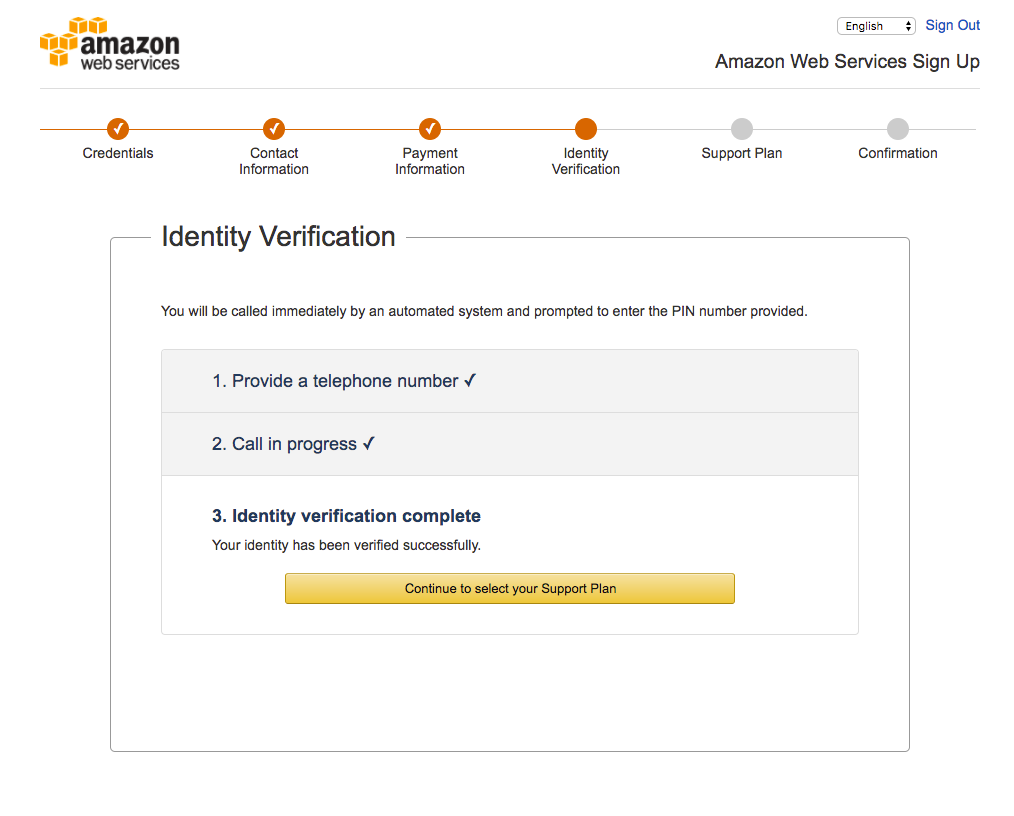 amazon
web services
English
Sign Out
Amazon Web Services Sign Up
Credentials
Contact
Information
Payment
Information
Identity
Verification
Support Plan
Confirmation
Identity Verification
You will be called immediately by an automated system and prompted to enter the PIN number provided.
1. Provide a telephone number ✓
2. Call in progress ✓
3. Identity verification complete
Your identity has been verified successfully.
Continue to select your Support Plan